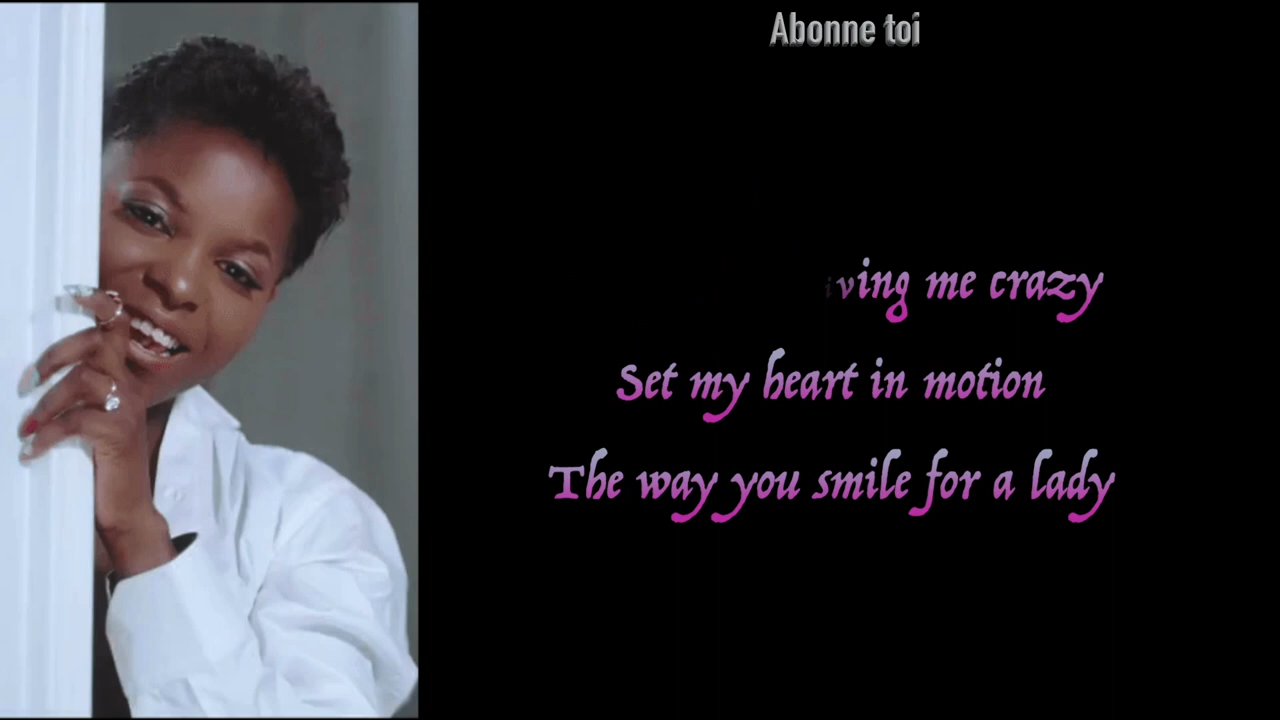 Abonne toi
ving me crazy
Set my heart in motion
The way you smile for a lady